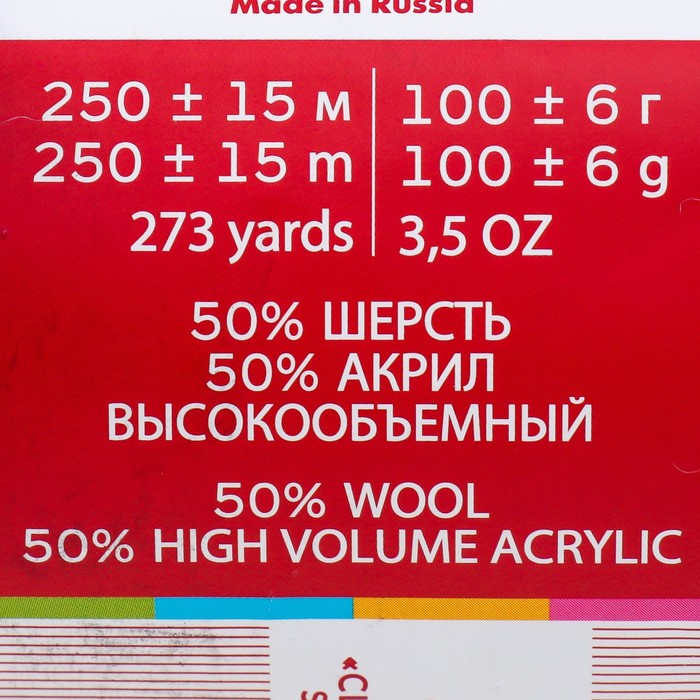 Made in Russia
250 ± 15 м
250 ± 15 m
273 yards
100 ± 6 г
100 ± 6 g
3,5 OZ
50% ШЕРСТЬ
50% АКРИЛ
ВЫСОКООБЪЕМНЫЙ
50% WOOL
50% HIGH VOLUME ACRYLIC